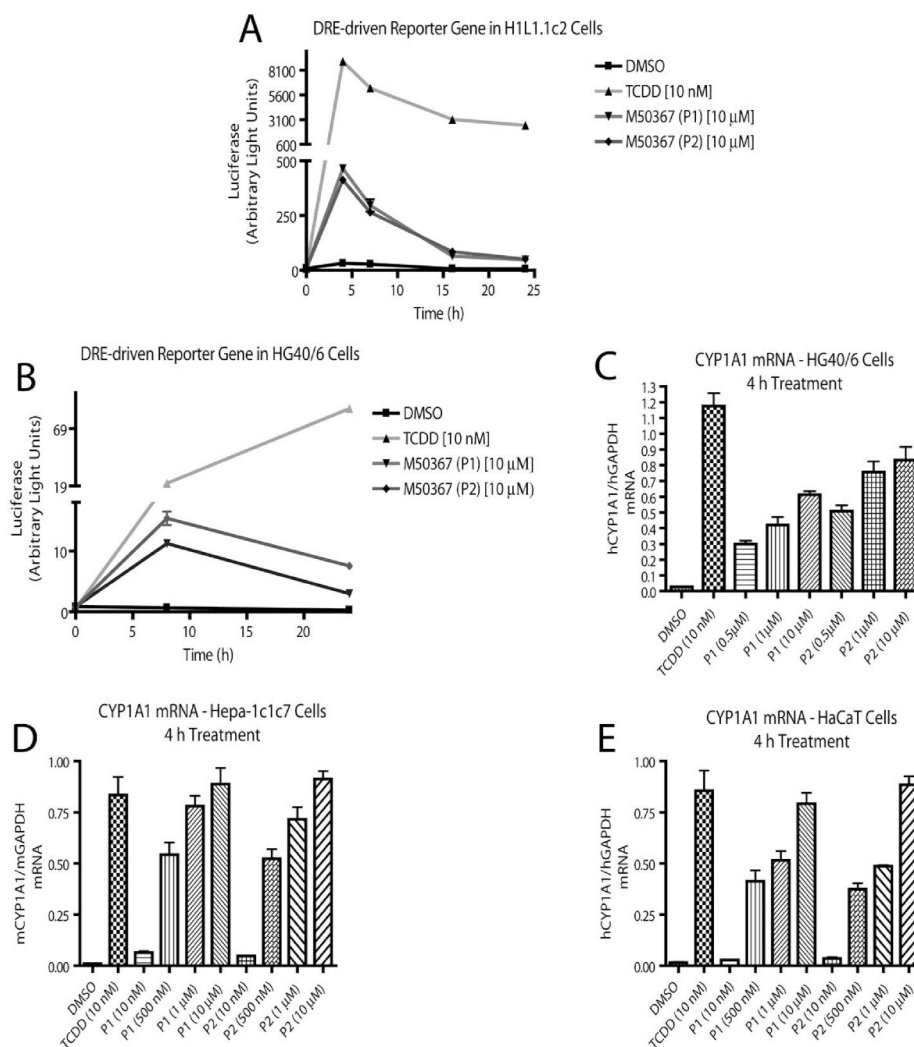 A
DRE-driven Reporter Gene in H1L1.1c2 Cells
Luciferase
(Arbitrary Light Units)
8100
5600
3100
600
500
250
0
0 5 10 15 20 25
Time (h)
DMSO
TCDD [10 nM]
M50367 (P1) [10 μM]
M50367 (P2) [10 μM]
B
DRE-driven Reporter Gene in HG40/6 Cells
Luciferase
(Arbitrary Light Units)
69
19
10
0
0 5 10 15 20
Time (h)
DMSO
TCDD [10 nM]
M50367 (P1) [10 μM]
M50367 (P2) [10 μM)
C
CYP1A1 mRNA - HG40/6 Cells
4 h Treatment
hCYP1A1/hGAPDH
mRNA
1.3
1.2
1.1
1.0
0.9
0.8
0.7
0.6
0.5
0.4
0.3
0.2
0.1
0.0
DMSO
TCDD (10 nM)
P1 (0.5μM)
P1 (1μM)
P1 (10 μM)
P2 (0.5μM)
P2 (1μM)
P2 (10 μM)
D
CYP1A1 mRNA - Hepa-1c1c7 Cells
4 h Treatment
mCYP1A1/mGAPDH
mRNA
1.00
0.75
0.50
0.25
0.00
DMSO
TCDD (10 nM)
P1 (10 nM)
P1 (500 nM)
P1 (1 μM)
P1 (10 μM)
P2 (10 nM)
P2 (500 nM)
P2 (1 μM)
P2 (10 μM)
E
CYP1A1 mRNA - HaCaT Cells
4 h Treatment
hCYP1A1/hGAPDH
mRNA
1.00
0.75
0.50
0.25
0.00
DMSO
TCDD (10 nM)
P1 (10 nM)
P1 (500 nM)
P1 (1 μM)
P1 (10 μM)
P2 (10 nM)
P2 (500 nM)
P2 (1 μM)
P2 (10 μM)